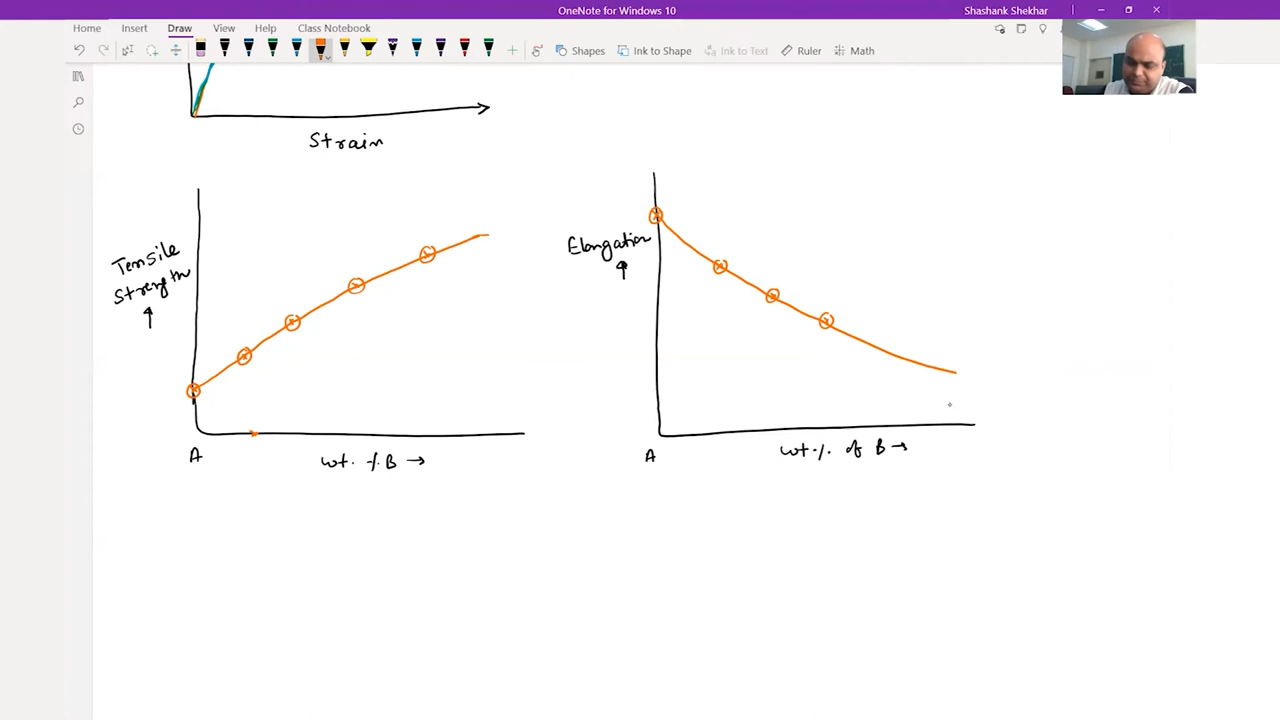 OneNote for Windows 10
Shashank Shekhar
Home Insert Draw View Help Class Notebook
Shapes Ink to Shape Ink to Text Ruler Math
Strain
Tensile
Strength
Elongation
A
wt. % B →
A
wt.% of B →